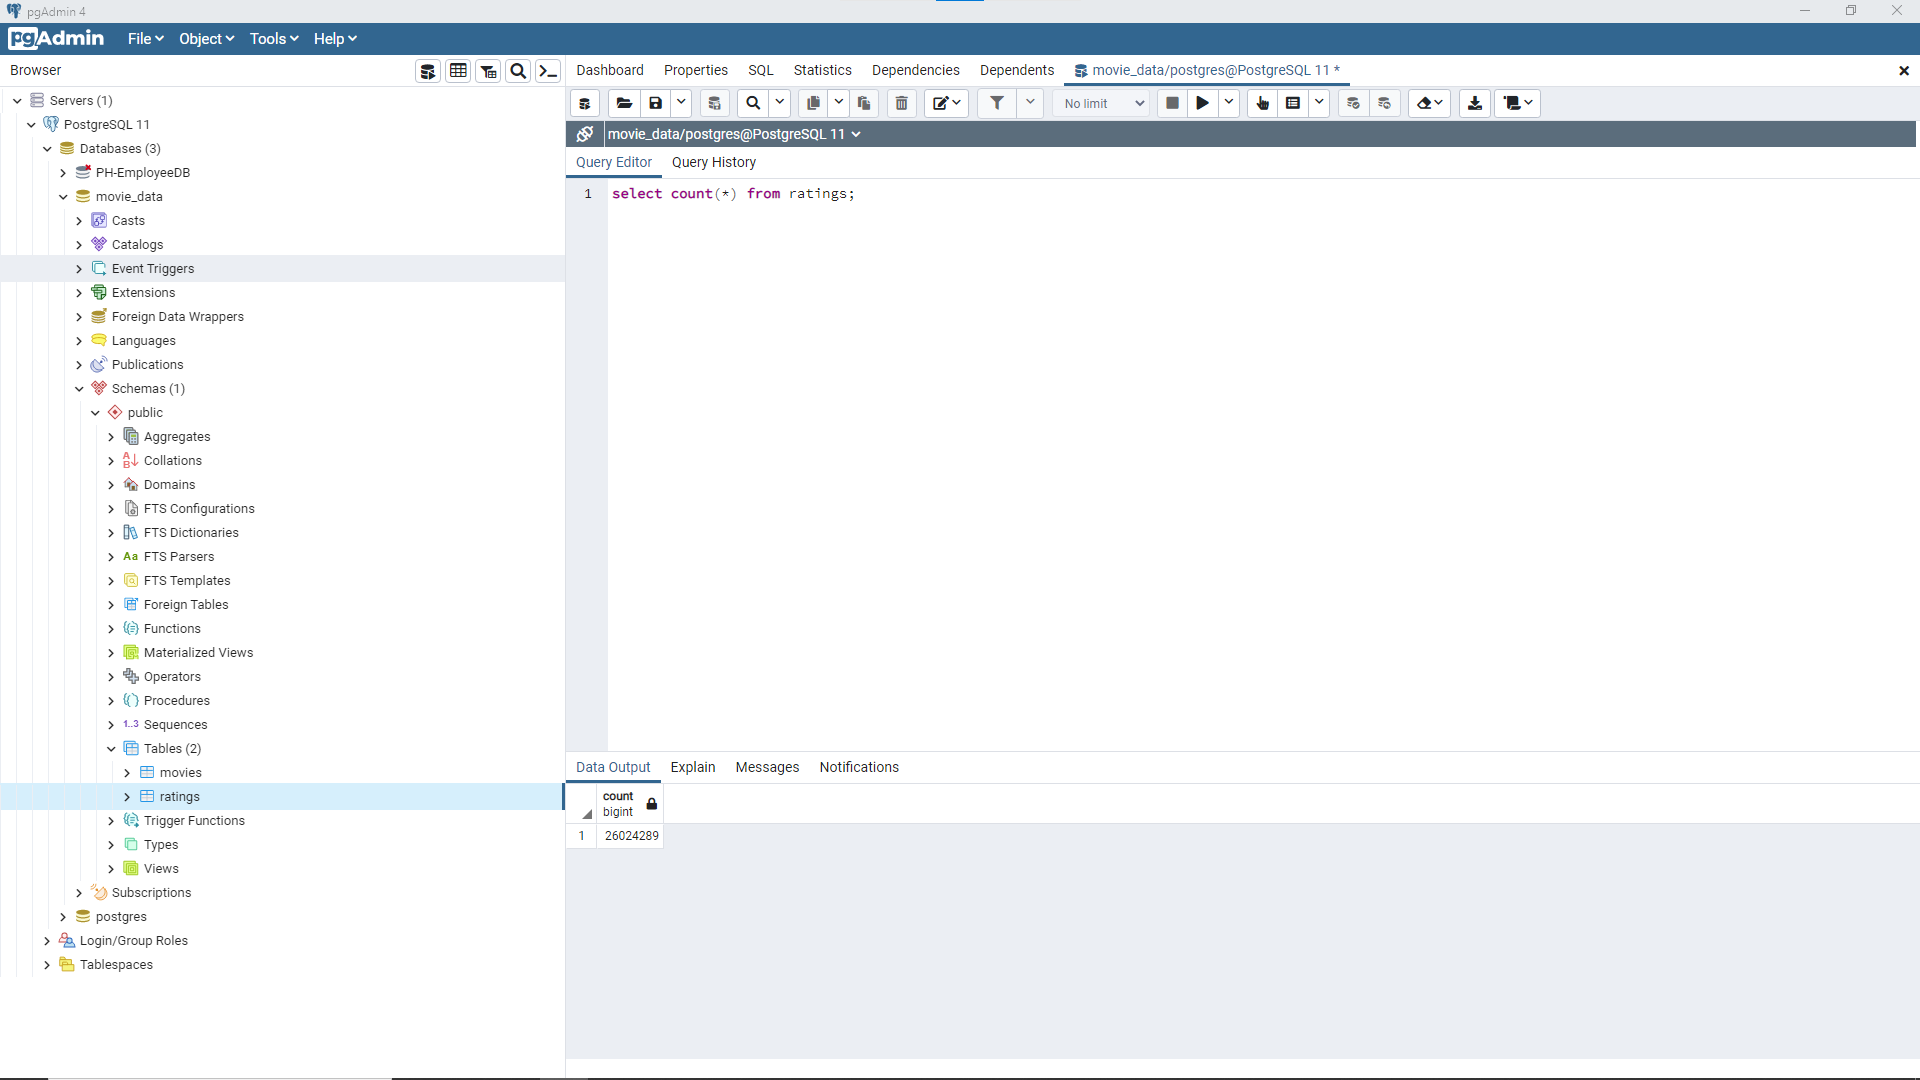 pgAdmin 4
pgAdmin File Object Tools Help
Browser
Dashboard Properties SQL Statistics Dependencies Dependents movie_data/postgres@PostgreSQL 11 *
No limit
movie_data/postgres@PostgreSQL 11
Query Editor Query History
1 select count(*) from ratings;
Servers (1)
PostgreSQL 11
Databases (3)
PH-EmployeeDB
movie_data
Casts
Catalogs
Event Triggers
Extensions
Foreign Data Wrappers
Languages
Publications
Schemas (1)
public
Aggregates
Collations
Domains
FTS Configurations
FTS Dictionaries
Aa FTS Parsers
FTS Templates
Foreign Tables
Functions
Materialized Views
Operators
Procedures
1..3 Sequences
Tables (2)
movies
ratings
Trigger Functions
Types
Views
Subscriptions
postgres
Login/Group Roles
Tablespaces
Data Output Explain Messages Notifications
count
bigint
1 26024289